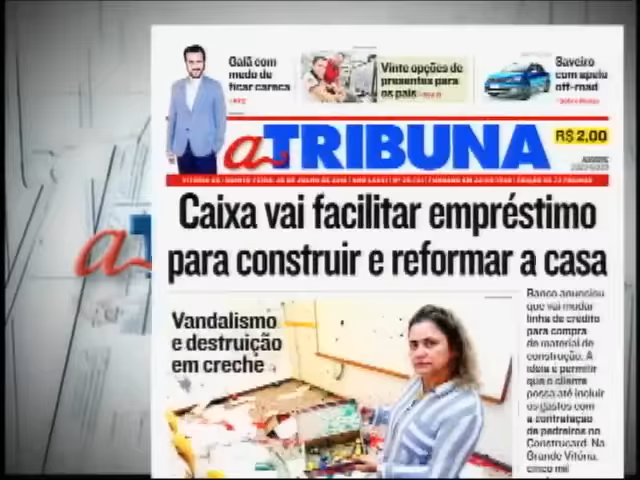 Galã com
medo de
ficar careca
Vinte opções de
presentes para
os pais
Saveiro
com apelo
off-road
aTRIBUNA
R$ 2,00
Caixa vai facilitar empréstimo
para construir e reformar a casa
Vandalismo
e destruição
em creche
Banco anunciou
que vai mudar
linha de crédito
para compra
de material de
construção. A
ideia é permitir
que o cliente
possa até incluir
os gastos com
a contratação
de pedreiros no
Construcard. Na
Grande Vitória,
cinco mil
a